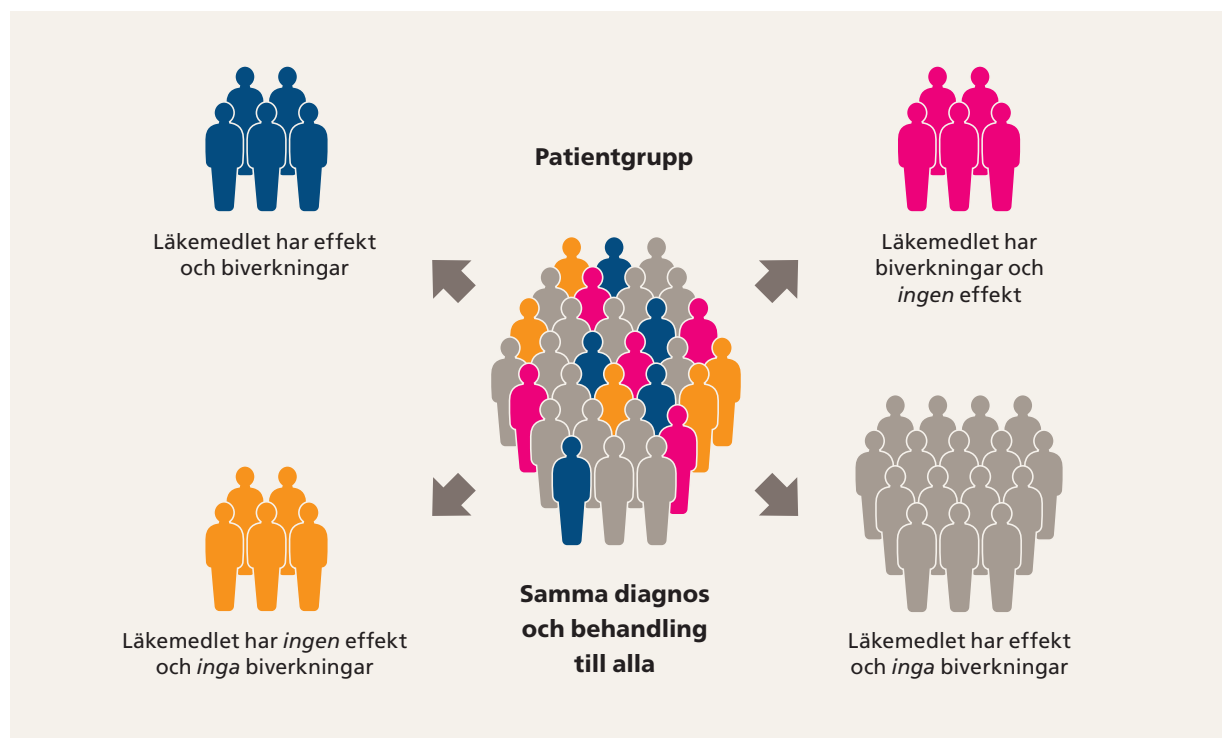 Patientgrupp
Läkemedlet har effekt
och biverkningar
Läkemedlet har
biverkningar och
ingen effekt
Läkemedlet har ingen effekt
och inga biverkningar
Samma diagnos
och behandling
till alla
Läkemedlet har effekt
och inga biverkningar